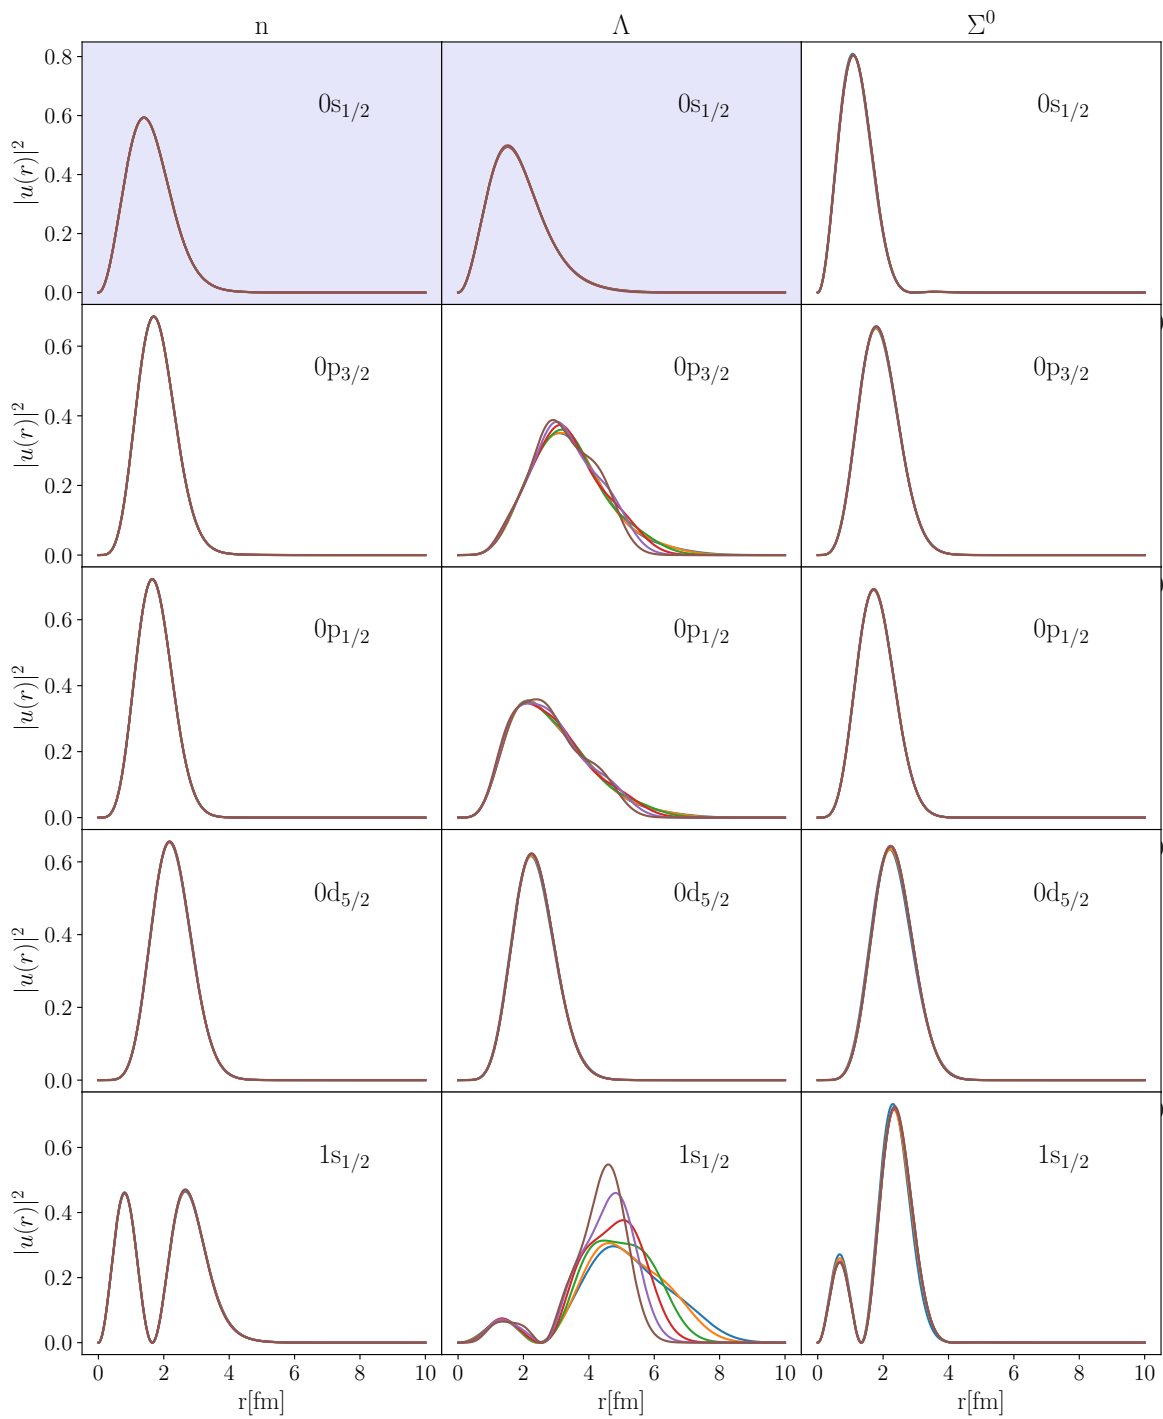 n Λ Σ⁰
0.8 0.6 0.4 0.2 0.0 |u(r)|² 0s₁/₂ 0s₁/₂ 0s₁/₂
0.6 0.4 0.2 0.0 |u(r)|² 0p₃/₂ 0p₃/₂ 0p₃/₂
0.6 0.4 0.2 0.0 |u(r)|² 0p₁/₂ 0p₁/₂ 0p₁/₂
0.6 0.4 0.2 0.0 |u(r)|² 0d₅/₂ 0d₅/₂ 0d₅/₂
0.6 0.4 0.2 0.0 |u(r)|² 1s₁/₂ 1s₁/₂ 1s₁/₂
0 2 4 6 8 10 0 2 4 6 8 10 0 2 4 6 8 10
r[fm] r[fm] r[fm]